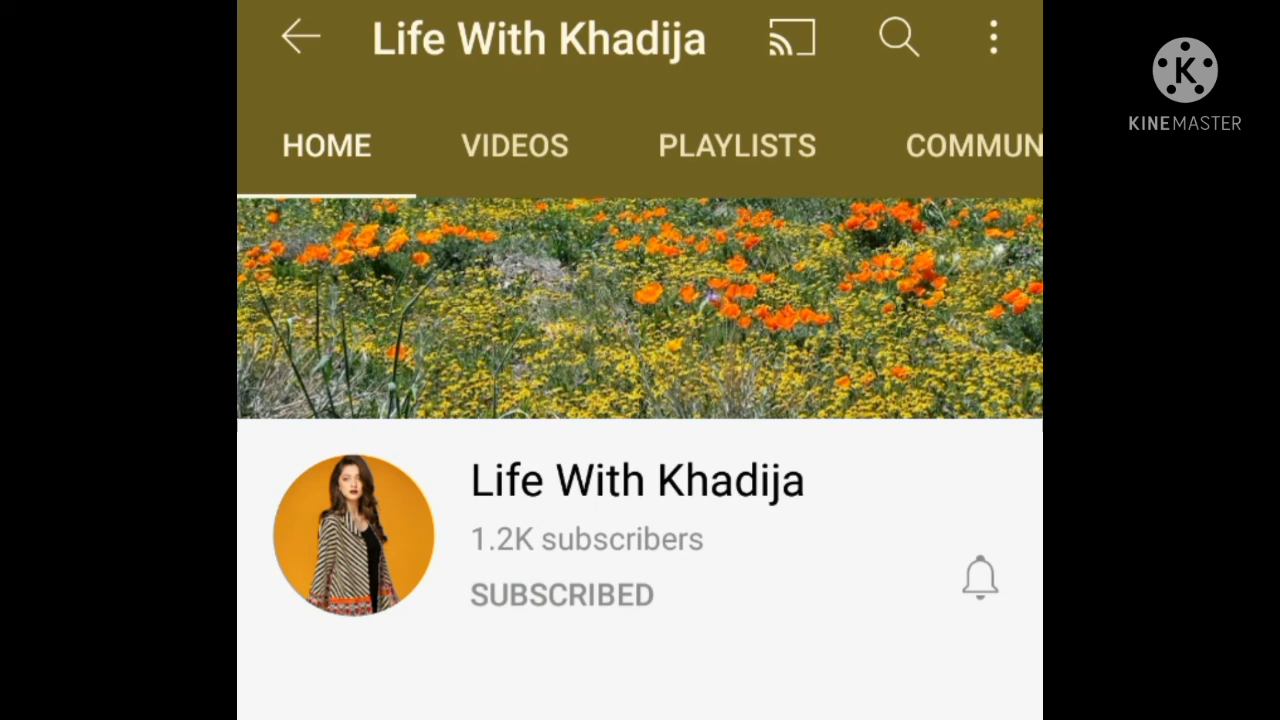 Life With Khadija
HOME VIDEOS PLAYLISTS COMMUN
Life With Khadija
1.2K subscribers
SUBSCRIBED
K
KINEMASTER